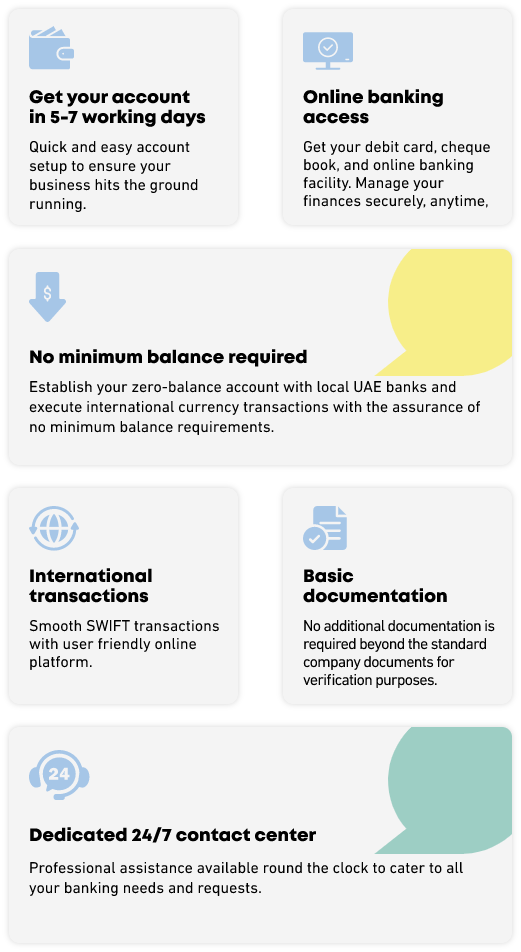 Get your account
in 5-7 working days
Quick and easy account
setup to ensure your
business hits the ground
running.
Online banking
access
Get your debit card, cheque
book, and online banking
facility. Manage your
finances securely, anytime,
$
No minimum balance required
Establish your zero-balance account with local UAE banks and
execute international currency transactions with the assurance of
no minimum balance requirements.
International
transactions
Smooth SWIFT transactions
with user friendly online
platform.
Basic
documentation
No additional documentation is
required beyond the standard
company documents for
verification purposes.
24
Dedicated 24/7 contact center
Professional assistance available round the clock to cater to all
your banking needs and requests.